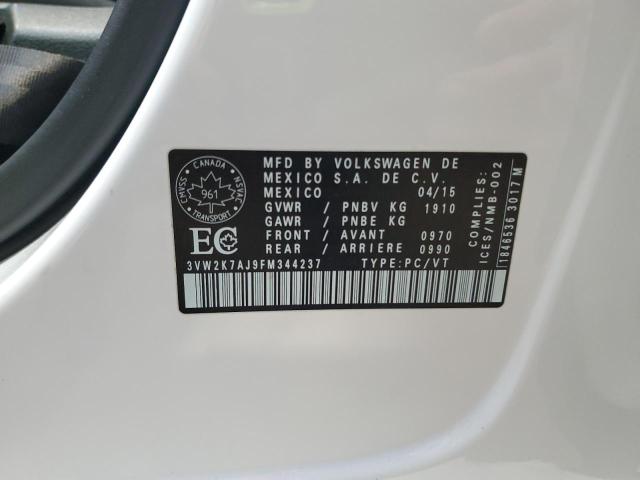 CANADA
CMVSS
NSVAC
961
TRANSPORT
MFD BY VOLKSWAGEN DE
MEXICO S.A. DE C.V.
MEXICO 04/15
GVWR / PNBV KG 1910
GAWR / PNBE KG
FRONT / AVANT 0970
REAR / ARRIERE 0990
EC
3VW2K7AJ9FM344237 TYPE:PC/VT
COMPLIES:
ICES/NMB-002
1846536 3017 M